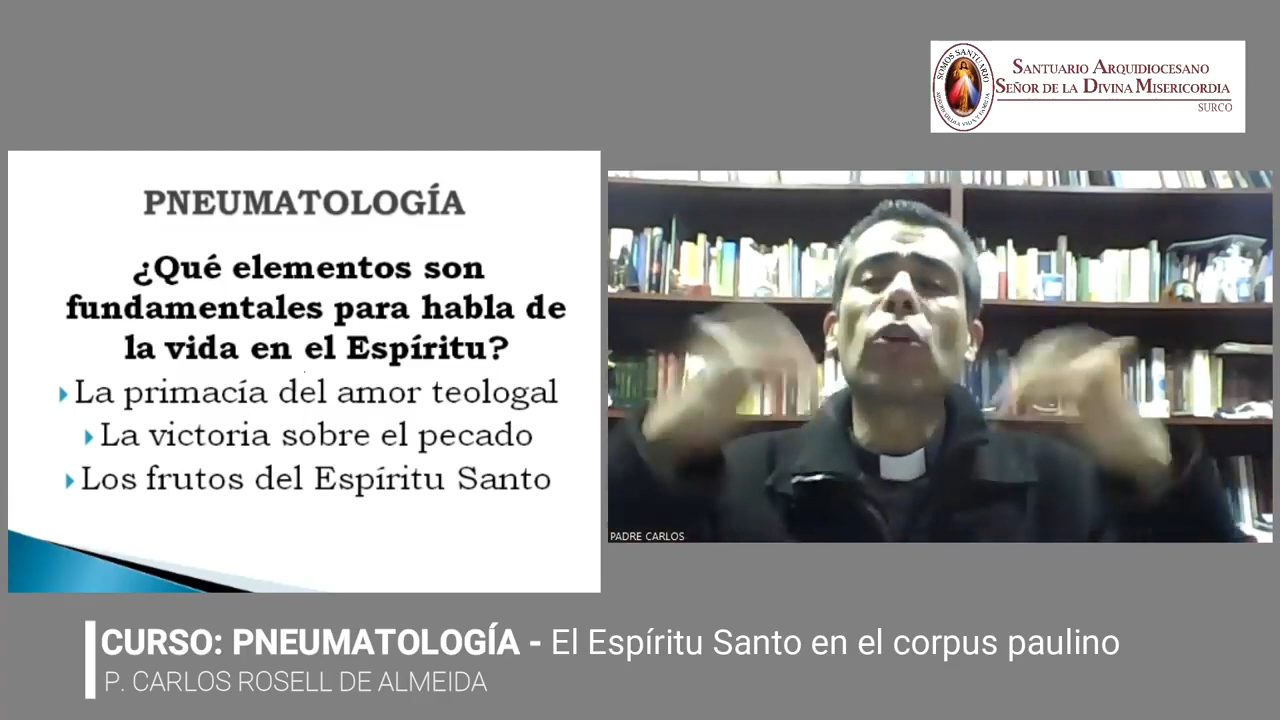 SOMOS SANTUARIO
SANTUARIO ARQUIDIOCESANO
SEÑOR DE LA DIVINA MISERICORDIA
SURCO
PNEUMATOLOGÍA
¿Qué elementos son
fundamentales para habla de
la vida en el Espíritu?
La primacía del amor teologal
La victoria sobre el pecado
Los frutos del Espíritu Santo
PADRE CARLOS
CURSO: PNEUMATOLOGÍA - El Espíritu Santo en el corpus paulino
P. CARLOS ROSELL DE ALMEIDA